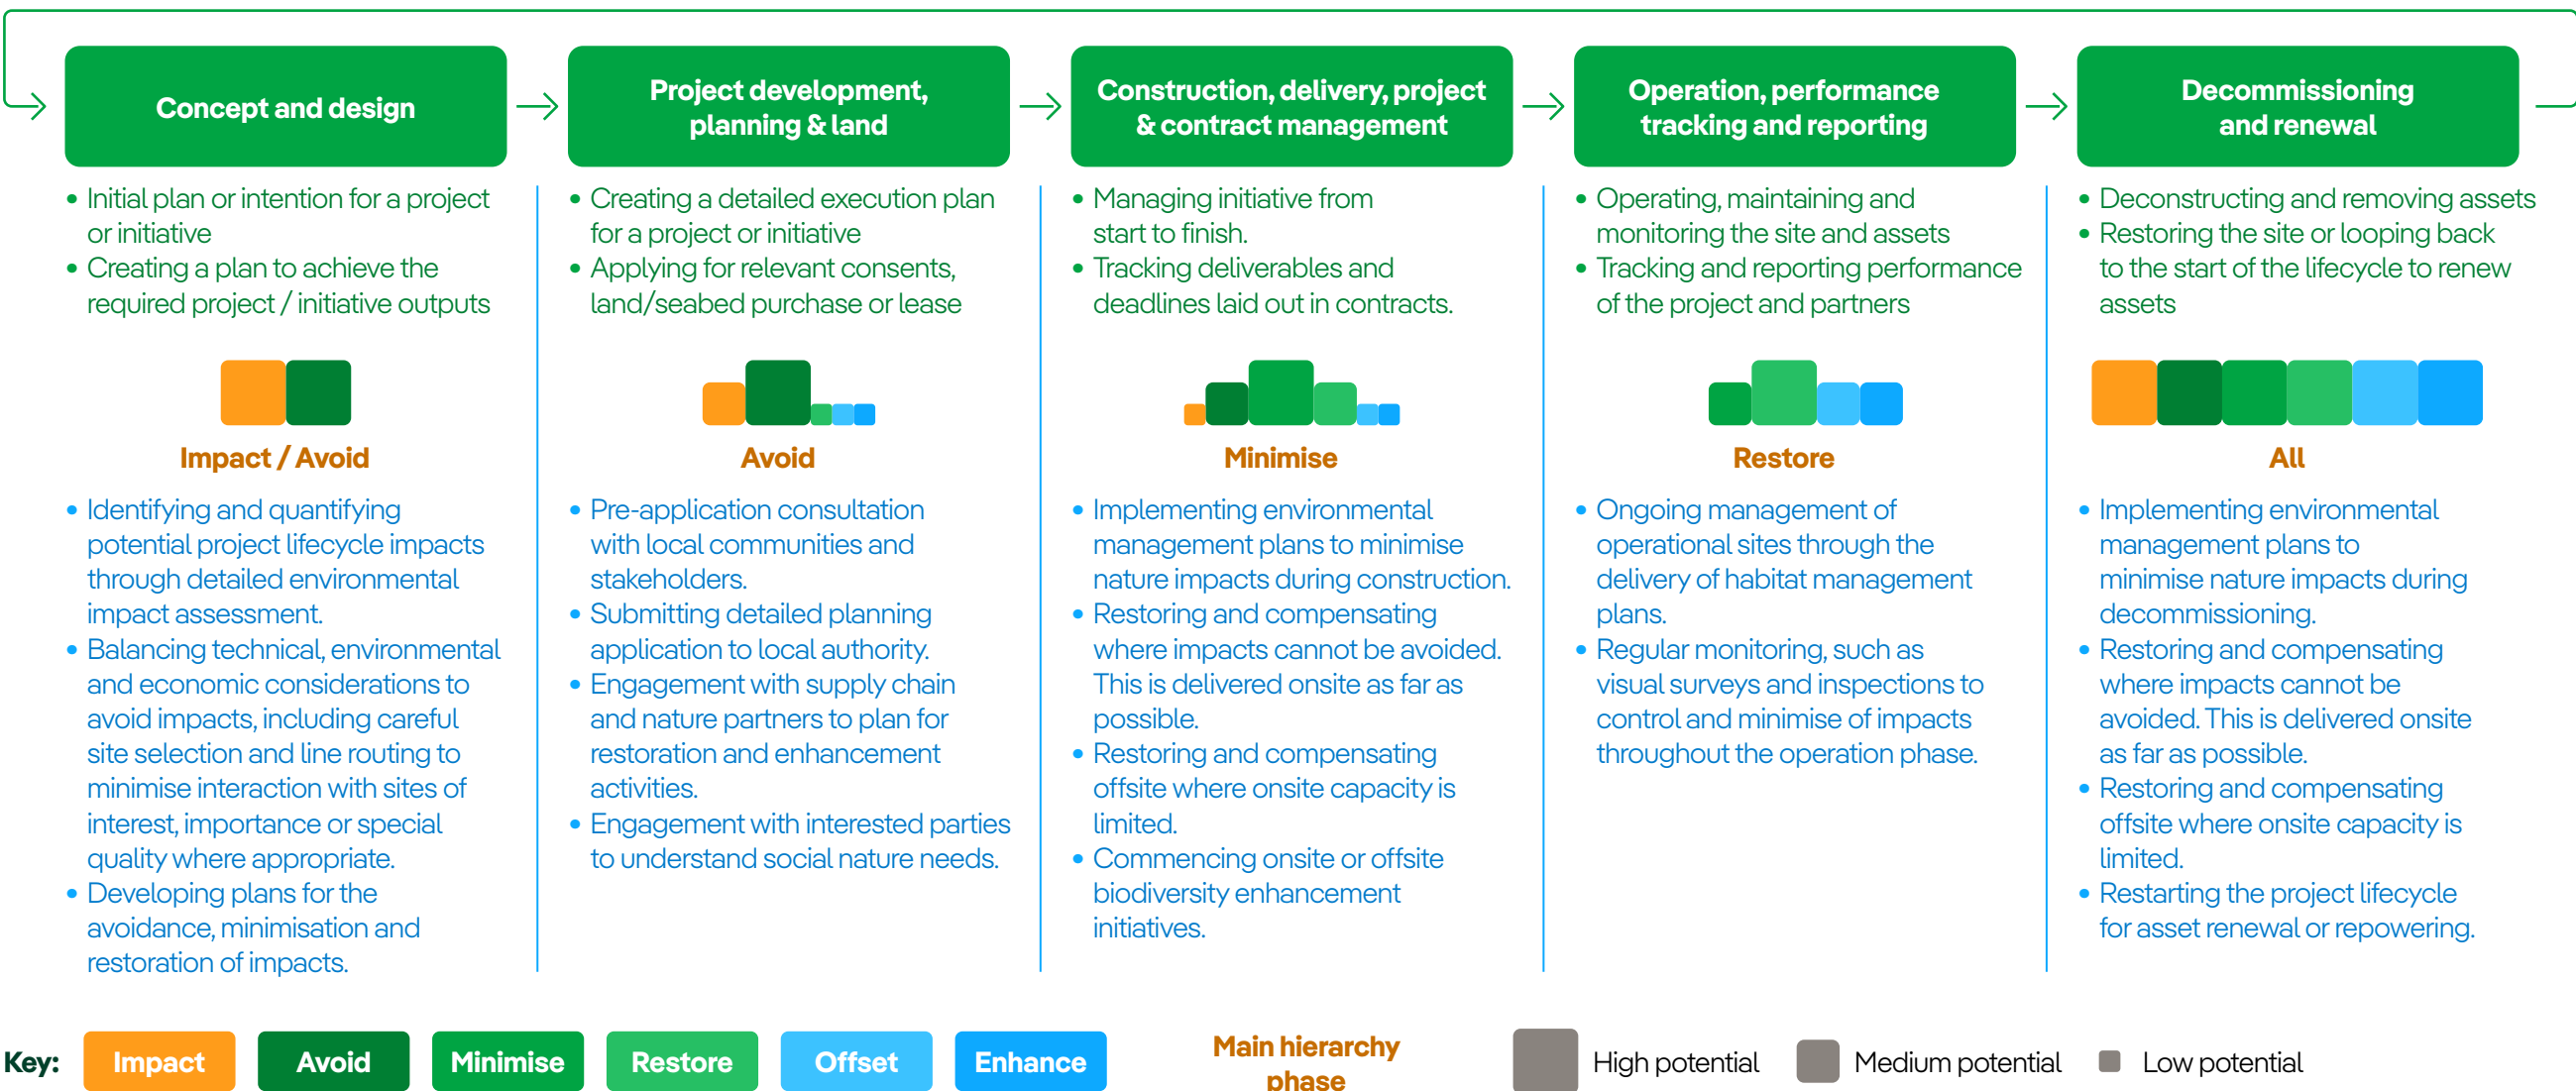 Concept and design
Project development,
planning & land
Construction, delivery, project
& contract management
Operation, performance
tracking and reporting
Decommissioning
and renewal
• Initial plan or intention for a project
or initiative
• Creating a plan to achieve the
required project / initiative outputs
• Creating a detailed execution plan
for a project or initiative
• Applying for relevant consents,
land/seabed purchase or lease
• Managing initiative from
start to finish.
• Tracking deliverables and
deadlines laid out in contracts.
• Operating, maintaining and
monitoring the site and assets
• Tracking and reporting performance
of the project and partners
• Deconstructing and removing assets
• Restoring the site or looping back
to the start of the lifecycle to renew
assets
Impact / Avoid
Avoid
Minimise
Restore
All
• Identifying and quantifying
potential project lifecycle impacts
through detailed environmental
impact assessment.
• Balancing technical, environmental
and economic considerations to
avoid impacts, including careful
site selection and line routing to
minimise interaction with sites of
interest, importance or special
quality where appropriate.
• Developing plans for the
avoidance, minimisation and
restoration of impacts.
• Pre-application consultation
with local communities and
stakeholders.
• Submitting detailed planning
application to local authority.
• Engagement with supply chain
and nature partners to plan for
restoration and enhancement
activities.
• Engagement with interested parties
to understand social nature needs.
• Implementing environmental
management plans to minimise
nature impacts during construction.
• Restoring and compensating
where impacts cannot be avoided.
This is delivered onsite as far as
possible.
• Restoring and compensating
offsite where onsite capacity is
limited.
• Commencing onsite or offsite
biodiversity enhancement
initiatives.
• Ongoing management of
operational sites through the
delivery of habitat management
plans.
• Regular monitoring, such as
visual surveys and inspections to
control and minimise of impacts
throughout the operation phase.
• Implementing environmental
management plans to
minimise nature impacts during
decommissioning.
• Restoring and compensating
where impacts cannot be
avoided. This is delivered onsite
as far as possible.
• Restoring and compensating
offsite where onsite capacity is
limited.
• Restarting the project lifecycle
for asset renewal or repowering.
Key:
Impact
Avoid
Minimise
Restore
Offset
Enhance
Main hierarchy
phase
High potential
Medium potential
Low potential